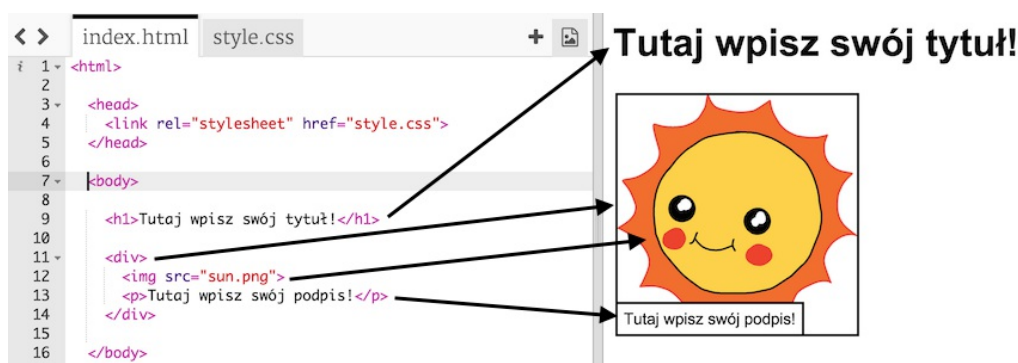 index.html style.css
i 1 <html>
2
3 <head>
4 <link rel="stylesheet" href="style.css">
5 </head>
6
7 <body>
8
9 <h1>Tutaj wpisz swój tytuł!</h1>
10
11 <div>
12 <img src="sun.png">
13 <p>Tutaj wpisz swój podpis!</p>
14 </div>
15
16 </body>
Tutaj wpisz swój tytuł!
Tutaj wpisz swój podpis!